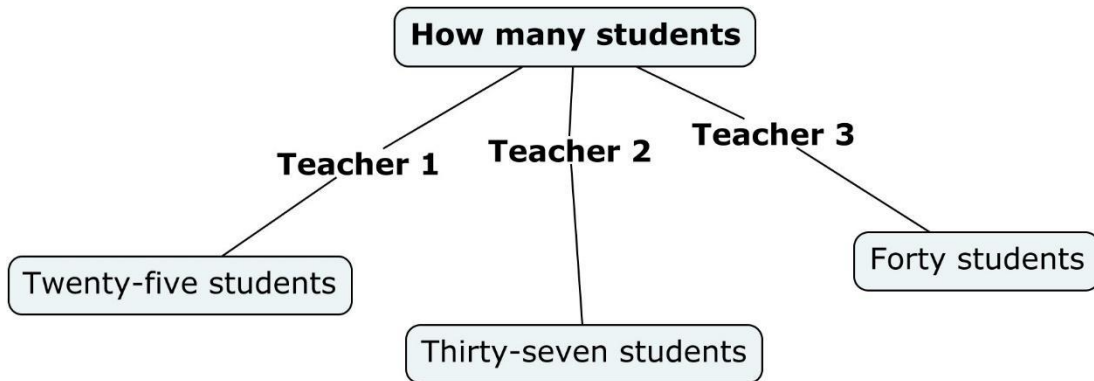 How many students
Teacher 1
Teacher 2
Teacher 3
Twenty-five students
Thirty-seven students
Forty students